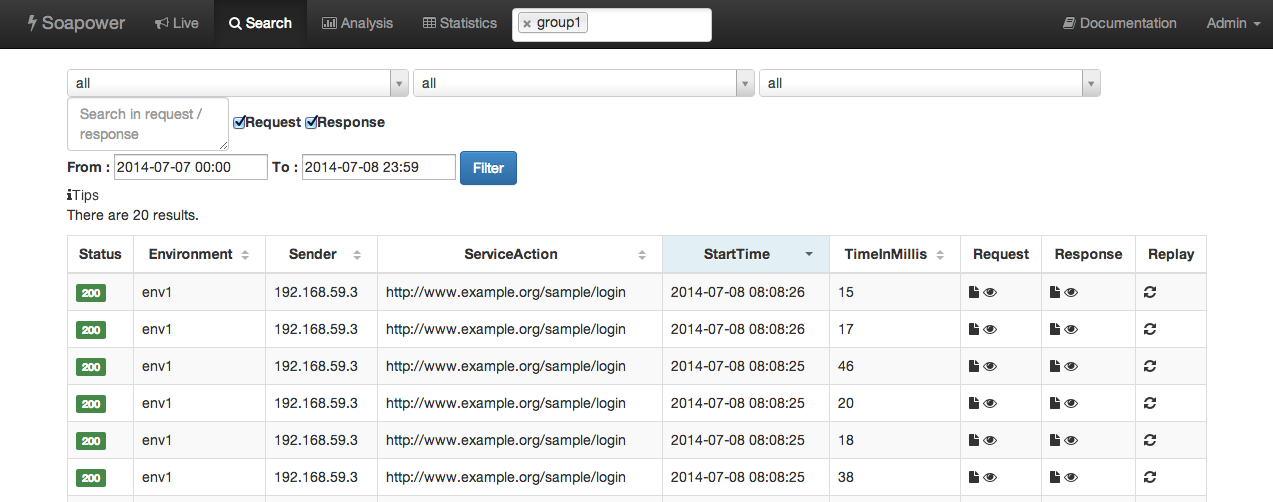 Soapower Live Search Analysis Statistics × group1 Documentation Admin
all all all
Search in request /
response
Request Response
From : 2014-07-07 00:00 To : 2014-07-08 23:59 Filter
Tips
There are 20 results.
Status Environment Sender ServiceAction StartTime TimeInMillis Request Response Replay
200 env1 192.168.59.3 http://www.example.org/sample/login 2014-07-08 08:08:26 15
200 env1 192.168.59.3 http://www.example.org/sample/login 2014-07-08 08:08:26 17
200 env1 192.168.59.3 http://www.example.org/sample/login 2014-07-08 08:08:25 46
200 env1 192.168.59.3 http://www.example.org/sample/login 2014-07-08 08:08:25 20
200 env1 192.168.59.3 http://www.example.org/sample/login 2014-07-08 08:08:25 18
200 env1 192.168.59.3 http://www.example.org/sample/login 2014-07-08 08:08:25 38